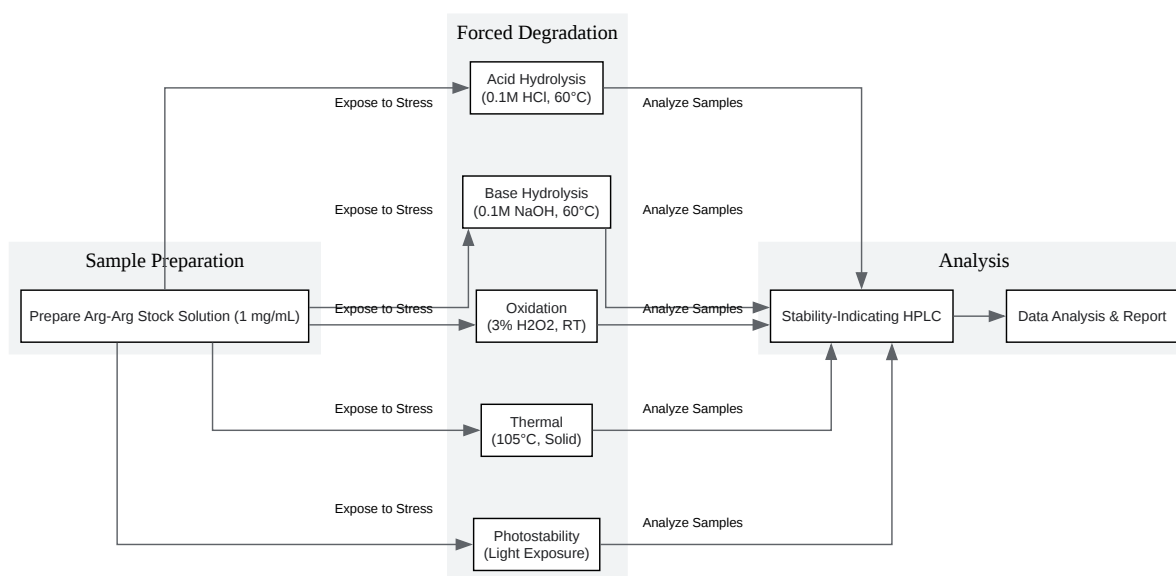 Forced Degradation
Acid Hydrolysis
(0.1M HCl, 60°C)
Expose to Stress
Analyze Samples
Base Hydrolysis
(0.1M NaOH, 60°C)
Expose to Stress
Analyze Samples
Sample Preparation
Analysis
Prepare Arg-Arg Stock Solution (1 mg/mL)
Expose to Stress
Oxidation
(3% H2O2, RT)
Analyze Samples
Stability-Indicating HPLC
Data Analysis & Report
Expose to Stress
Thermal
(105°C, Solid)
Analyze Samples
Expose to Stress
Photostability
(Light Exposure)
Analyze Samples